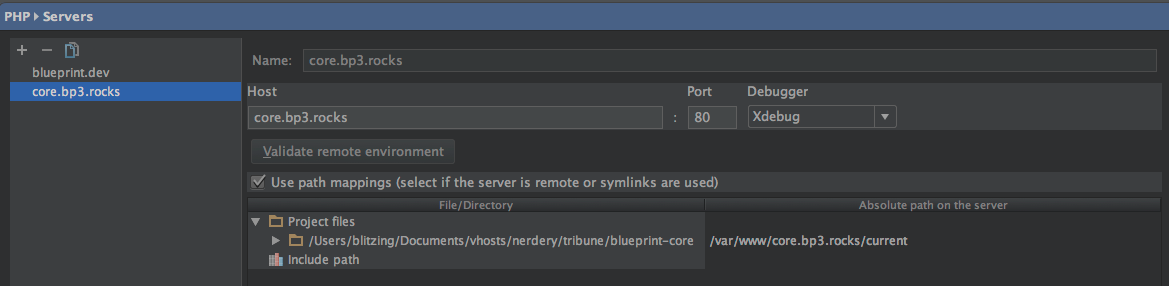 PHP Servers
blueprint.dev
core.bp3.rocks
Name: core.bp3.rocks
Host Port Debugger
core.bp3.rocks : 80 Xdebug
Validate remote environment
Use path mappings (select if the server is remote or symlinks are used)
File/Directory Absolute path on the server
Project files
/Users/blitzing/Documents/vhosts/nerdery/tribune/blueprint-core /var/www/core.bp3.rocks/current
Include path